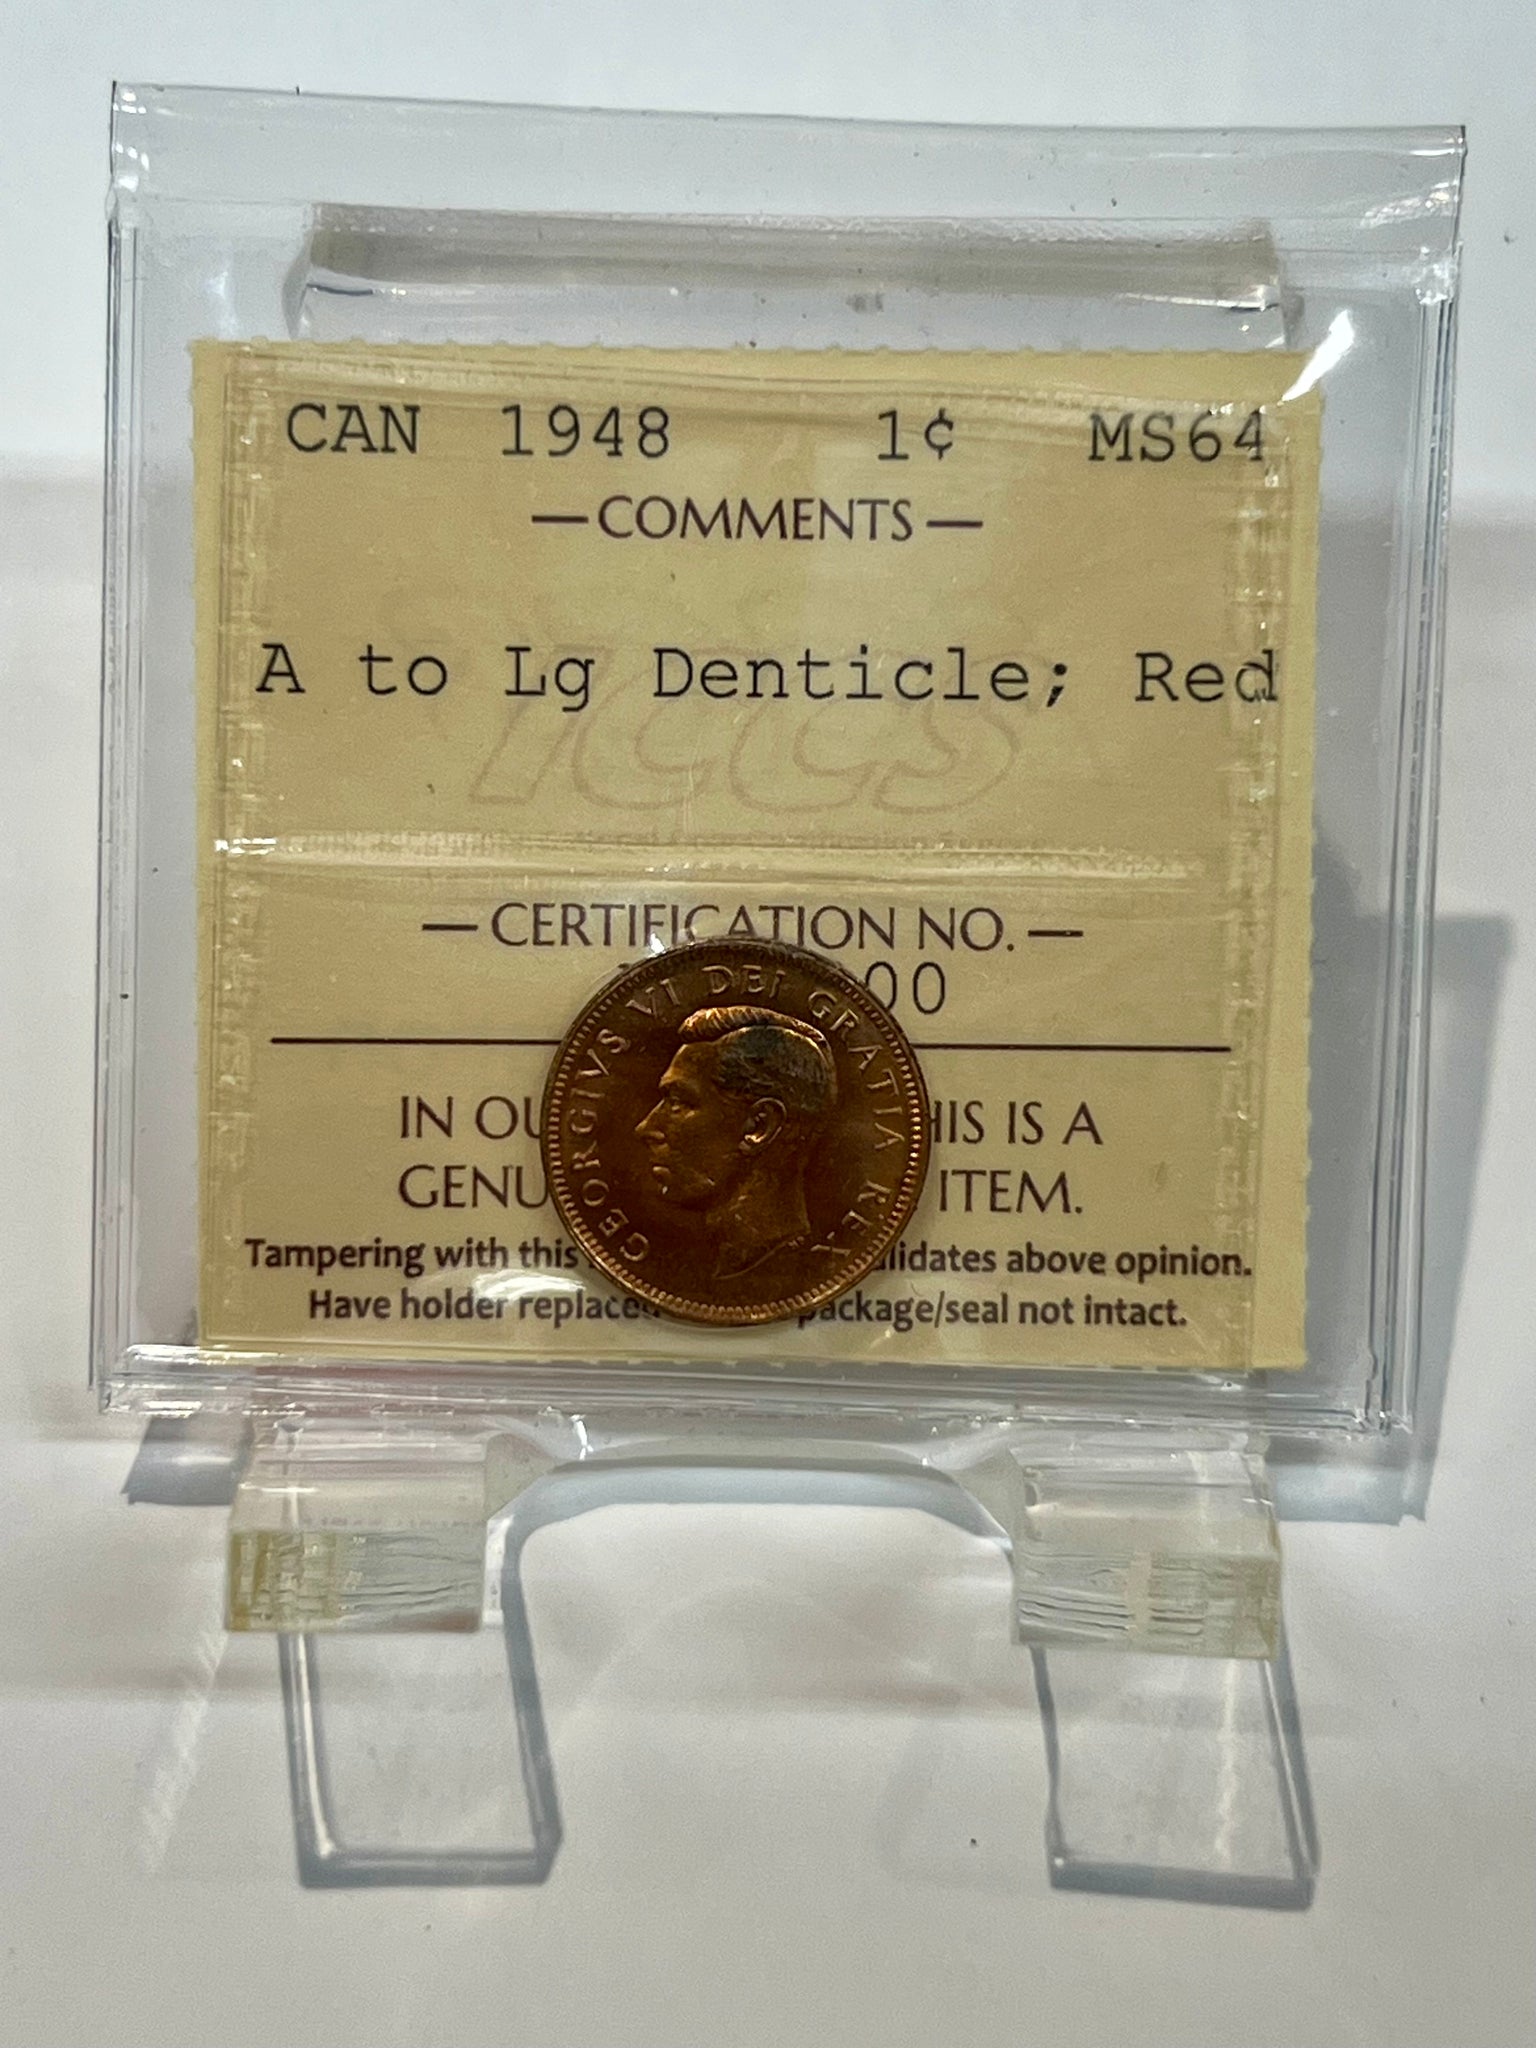 CAN 1948 1¢ MS64
—COMMENTS—
A to Lg Denticle; Red
ICCS
—CERTIFICATION NO.—
00
IN OU HIS IS A
GENU ITEM.
Tampering with this lidates above opinion.
Have holder replace package/seal not intact.
GEORGIVS VI DEI GRATIA REX